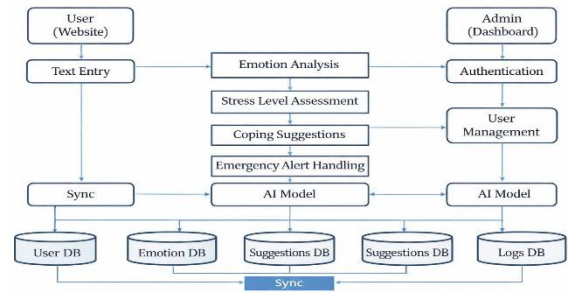 User
(Website)
Admin
(Dashboard)
Text Entry
Emotion Analysis
Authentication
Stress Level Assessment
Coping Suggestions
User
Management
Emergency Alert Handling
Sync
AI Model
AI Model
User DB
Emotion DB
Suggestions DB
Suggestions DB
Logs DB
Sync